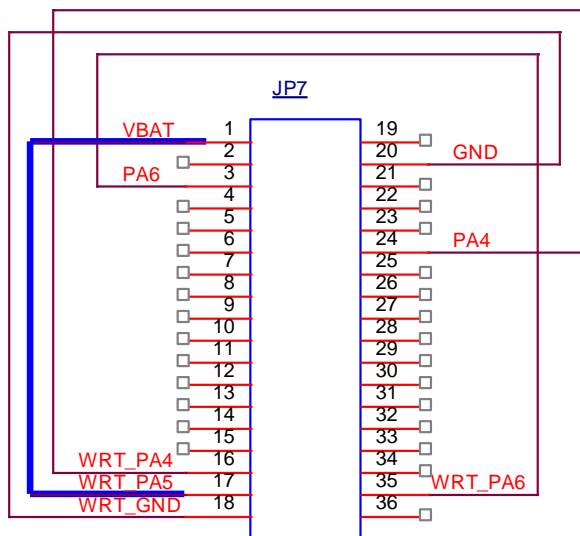 JP7
VBAT 1 19
2 20 GND
PA6 3 21
4 22
5 23
6 24 PA4
7 25
8 26
9 27
10 28
11 29
12 30
13 31
14 32
15 33
WRT_PA4 16 34
WRT_PA5 17 35 WRT_PA6
WRT_GND 18 36